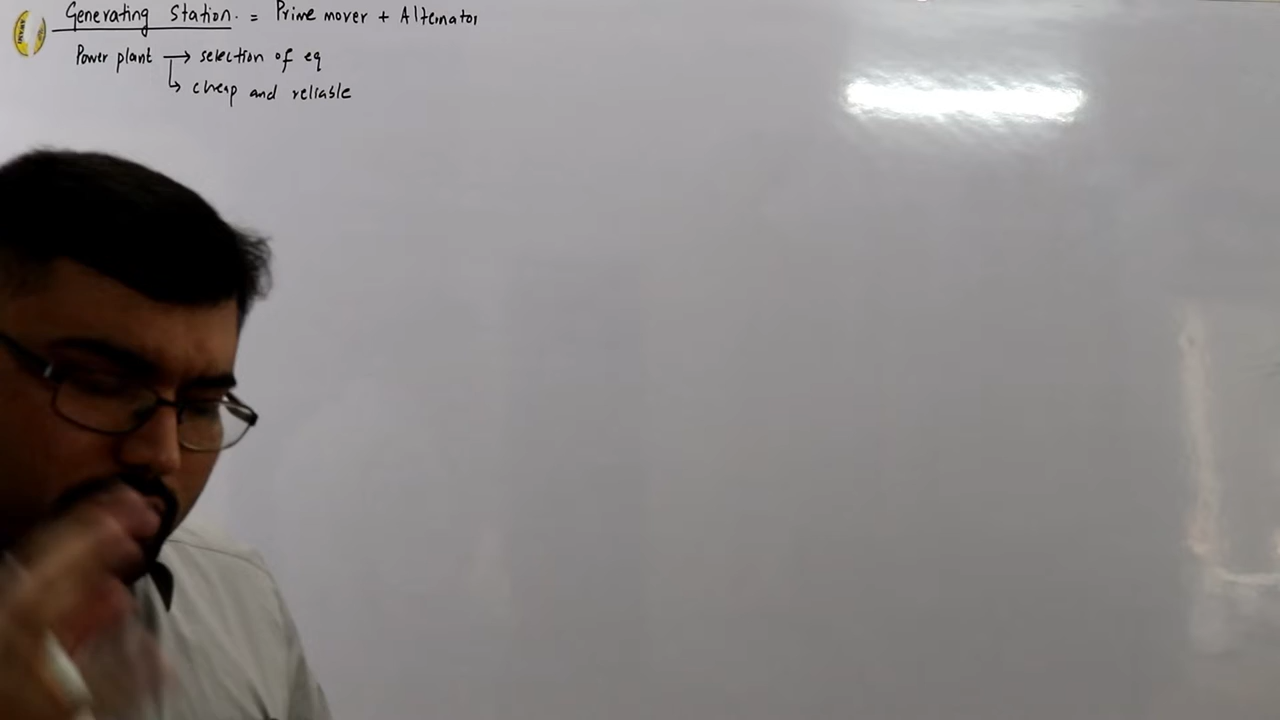 Generating Station. = Prime mover + Alternator
Power plant → selection of eq
↳ cheap and reliable